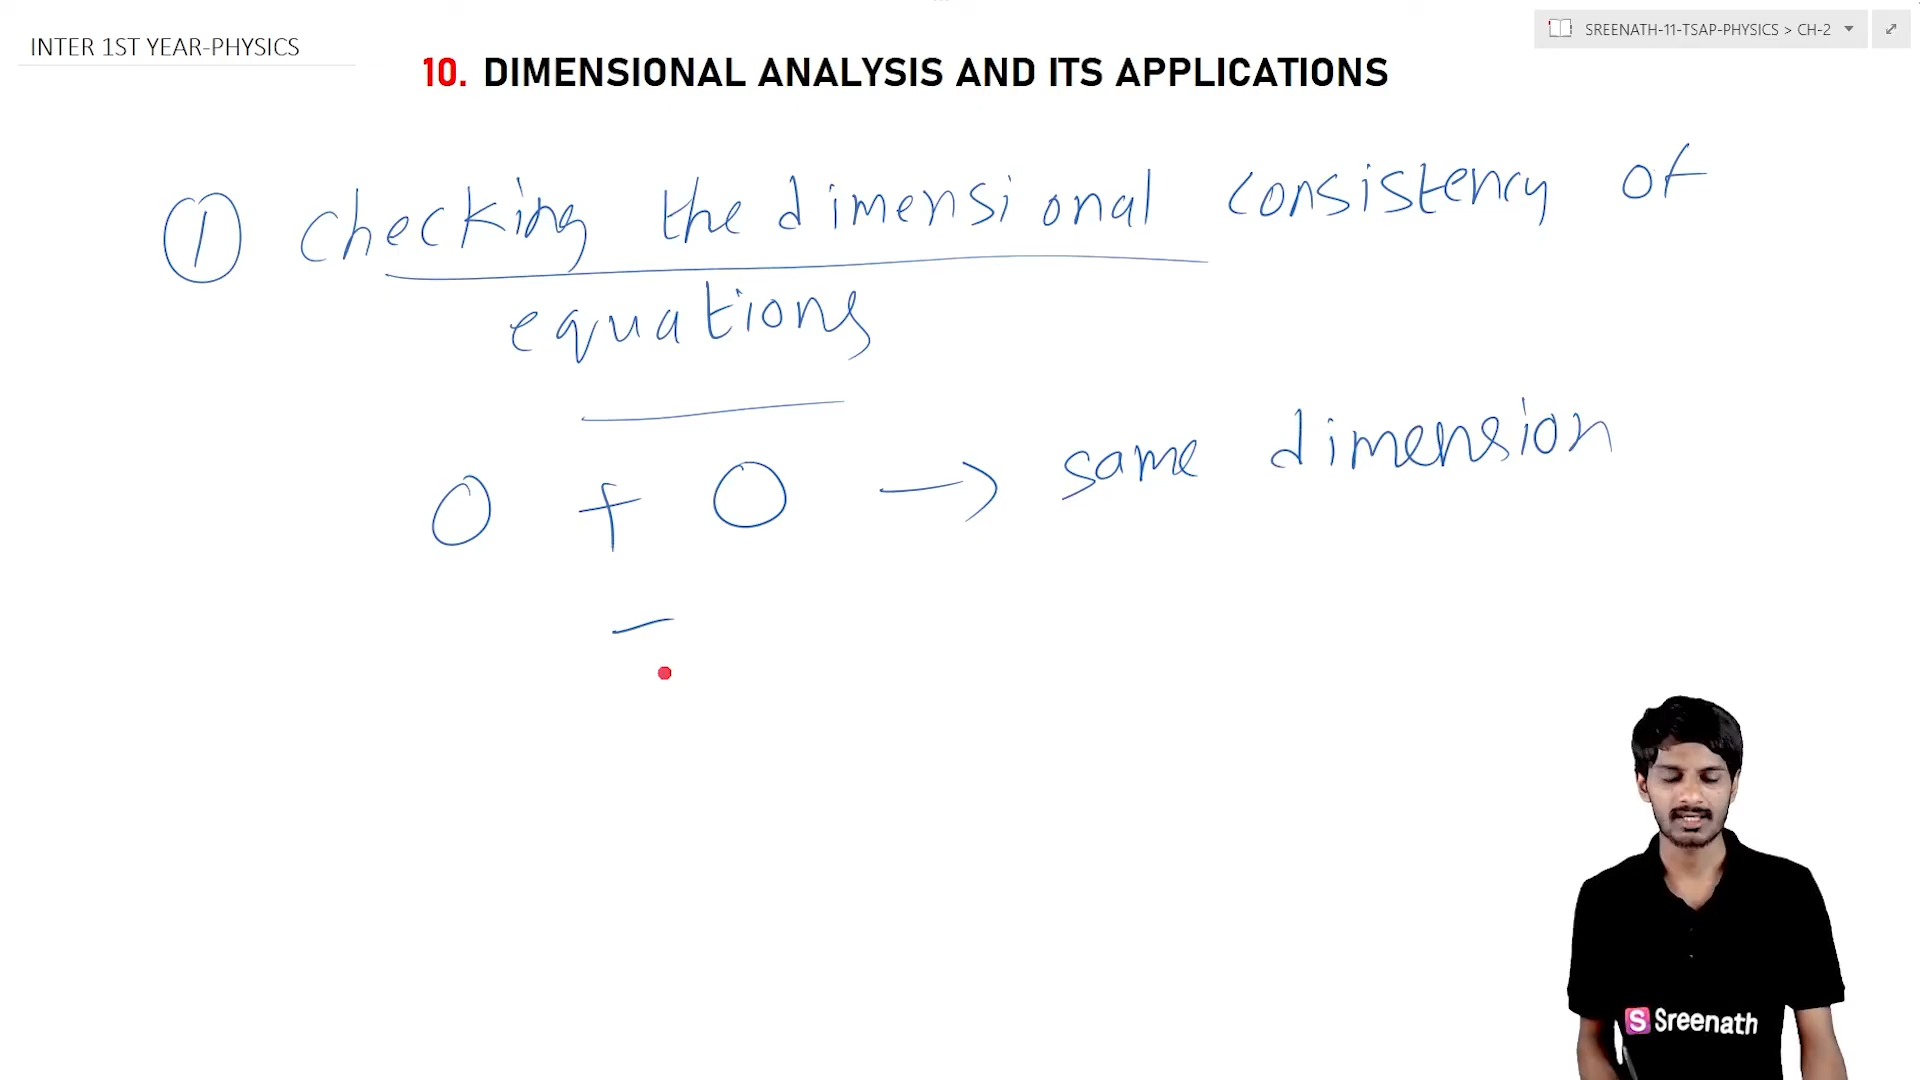 INTER 1ST YEAR-PHYSICS
SREENATH-11-TSAP-PHYSICS > CH-2
10. DIMENSIONAL ANALYSIS AND ITS APPLICATIONS
① checking the dimensional consistency of
equations
O + O → same dimension
−
S Sreenath